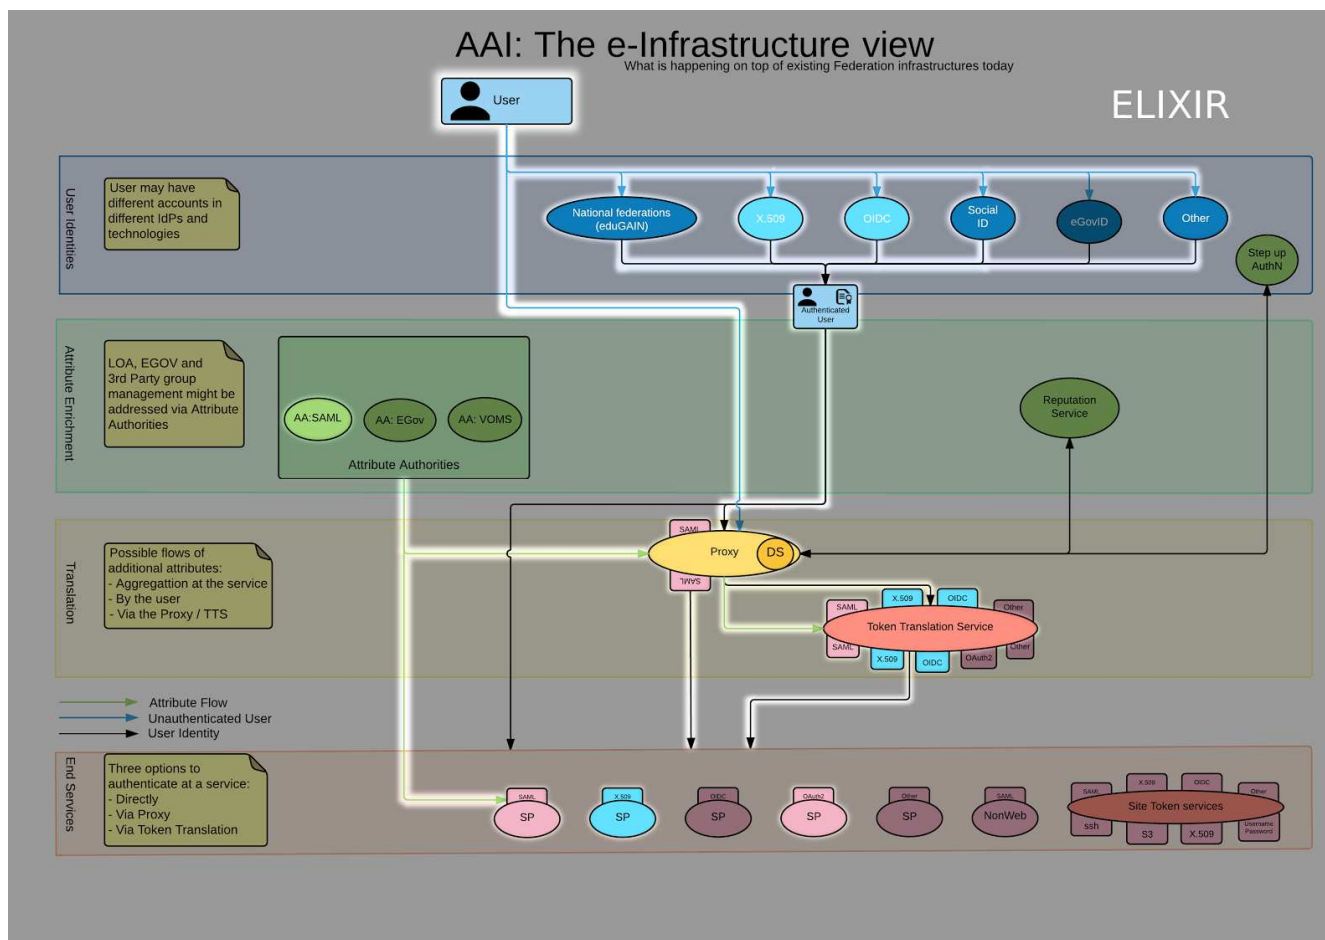 AAI: The e-Infrastructure view
What is happening on top of existing Federation infrastructures today
User
ELIXIR
User Identities
User may have
different accounts in
different IdPs and
technologies
National federations
(eduGAIN)
X.509
OIDC
Social
ID
eGovID
Other
Step up
AuthN
Authenticated
User
Attribute Enrichment
LOA, EGOV and
3rd Party group
management might be
addressed via Attribute
Authorities
AA:SAML
AA: EGov
AA: VOMS
Attribute Authorities
Reputation
Service
Translation
Possible flows of
additional attributes:
- Aggregattion at the service
- By the user
- Via the Proxy / TTS
SAML
Proxy
DS
SAML
SAML
X.509
OIDC
Other
Token Translation Service
SAML
X.509
OIDC
OAuth2
Other
Attribute Flow
Unauthenticated User
User Identity
End Services
Three options to
authenticate at a service:
- Directly
- Via Proxy
- Via Token Translation
SAML
SP
X.509
SP
OIDC
SP
OAuth2
SP
Other
SP
SAML
NonWeb
SAML
X.509
OIDC
Other
Site Token services
ssh
S3
X.509
Username
Password